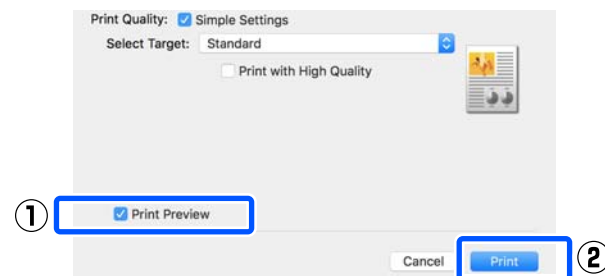 Print Quality: Simple Settings
Select Target: Standard
Print with High Quality
① Print Preview
Cancel Print ②